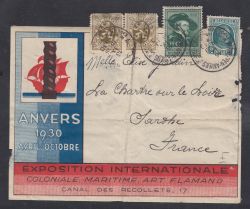 Melle
La Chartre sur le Loir
Sarthe
France
ANVERS
1930
AVRIL-OCTOBRE
EXPOSITION INTERNATIONALE
COLONIALE, MARITIME, ART FLAMAND
CANAL DES RECOLLETS, 17